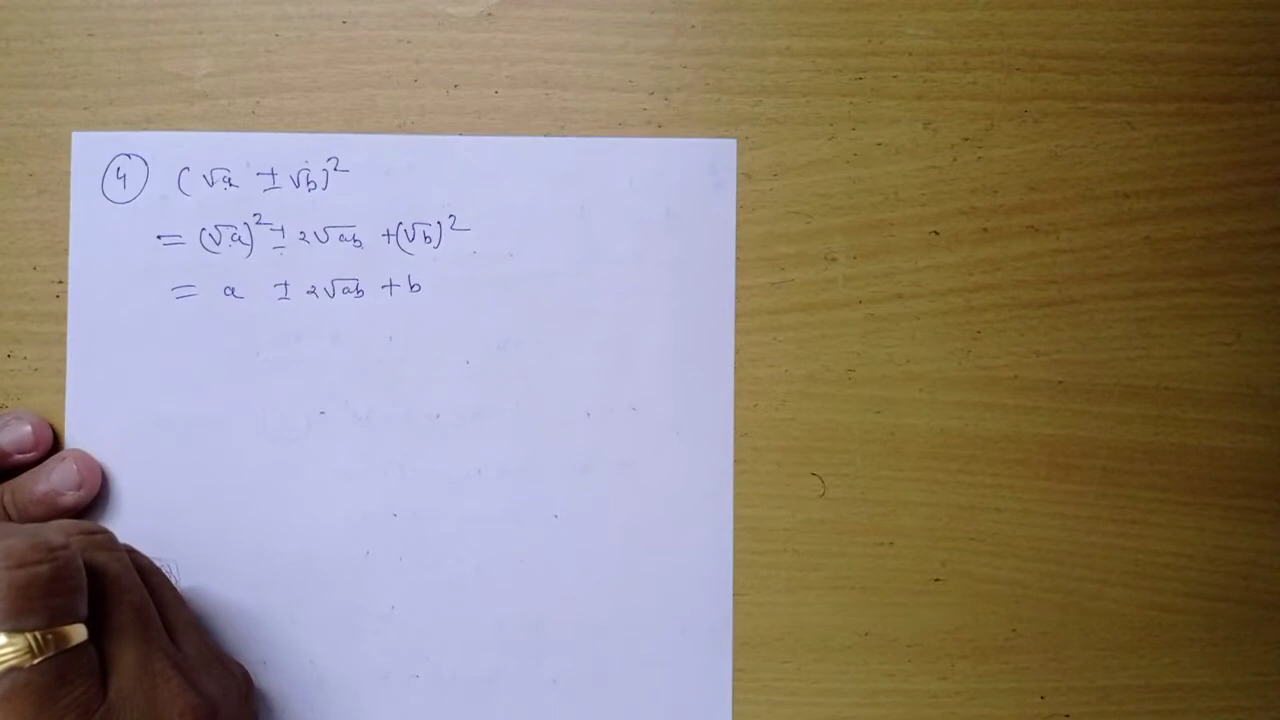 ④ (√a ± √b)²
= (√a)² ± 2√ab + (√b)²
= a ± 2√ab + b